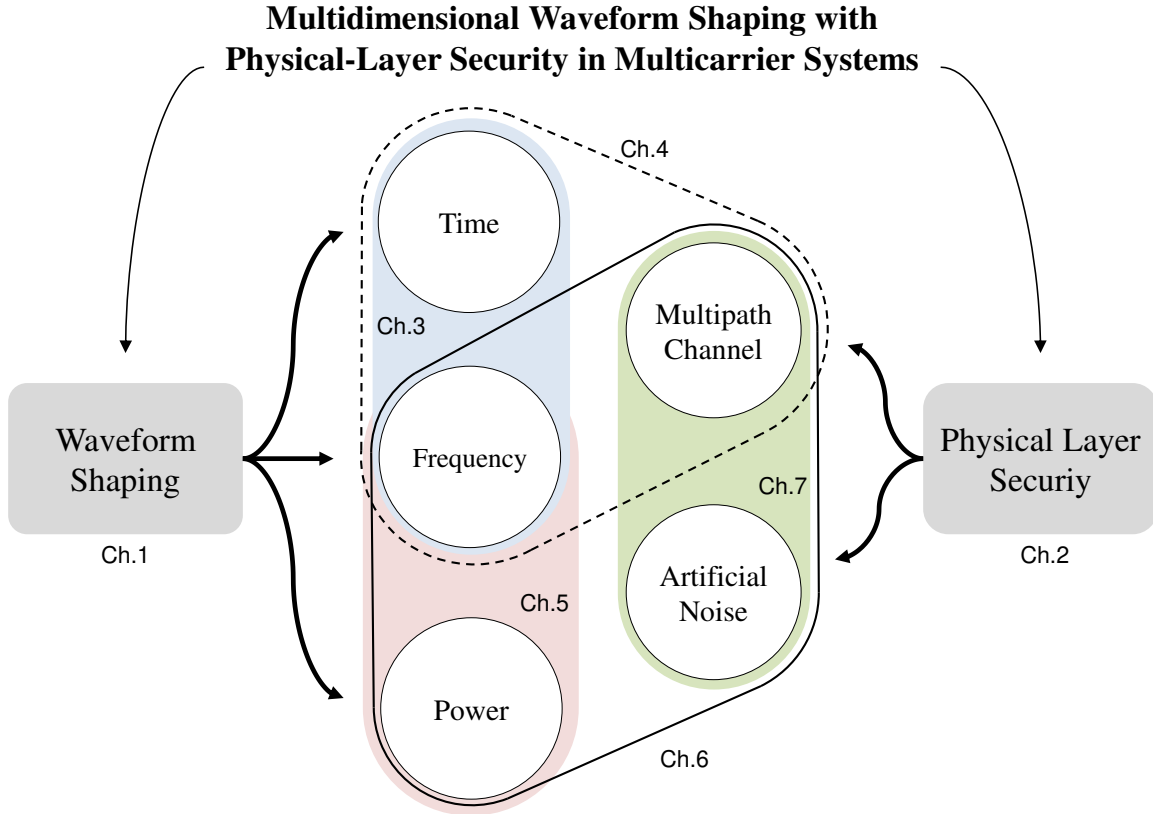 Multidimensional Waveform Shaping with
Physical-Layer Security in Multicarrier Systems
Ch.4
Time
Multipath
Channel
Ch.3
Waveform
Shaping
Frequency
Physical Layer
Securiy
Ch.7
Ch.1
Ch.2
Artificial
Noise
Ch.5
Power
Ch.6